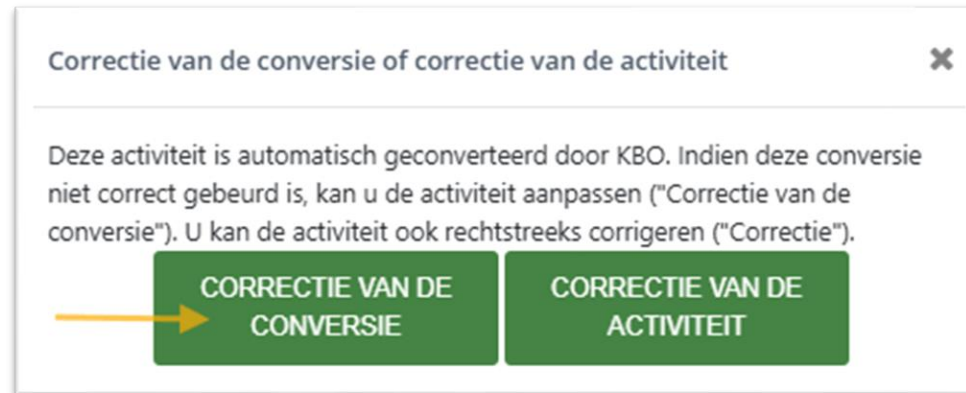 Correctie van de conversie of correctie van de activiteit
Deze activiteit is automatisch geconverteerd door KBO. Indien deze conversie
niet correct gebeurd is, kan u de activiteit aanpassen ("Correctie van de
conversie"). U kan de activiteit ook rechtstreeks corrigeren ("Correctie").
CORRECTIE VAN DE
CONVERSIE
CORRECTIE VAN DE
ACTIVITEIT